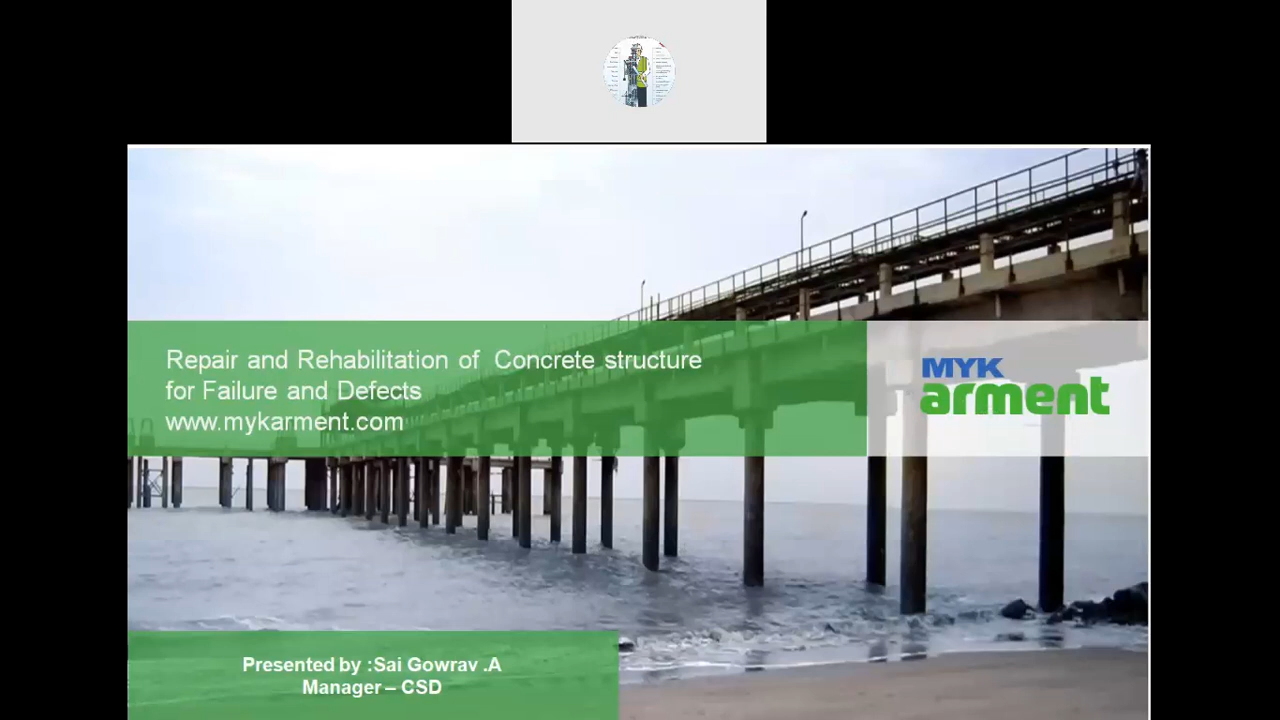 Repair and Rehabilitation of Concrete structure
for Failure and Defects
www.mykarment.com
MYK
arment
Presented by :Sai Gowrav .A
Manager – CSD